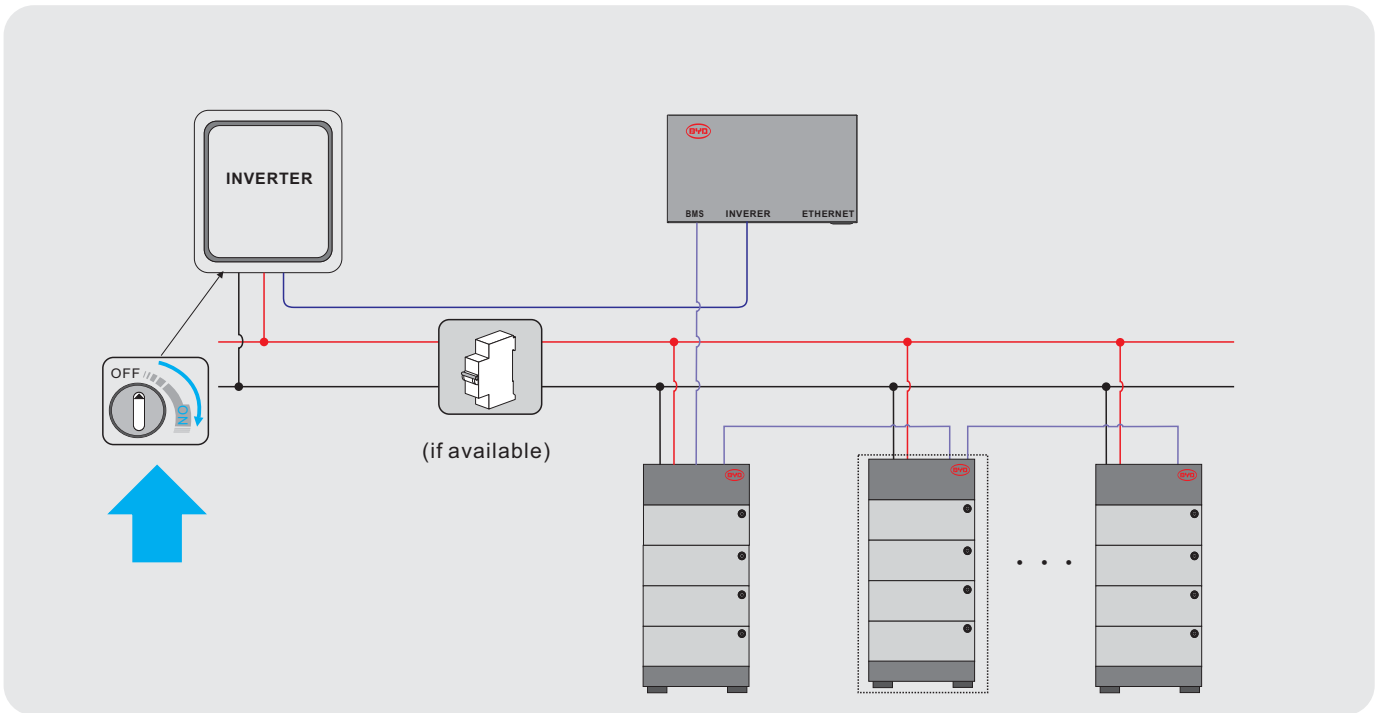 INVERTER
BYD
BMS INVERER ETHERNET
OFF
ON
(if available)
BYD
BYD
BYD